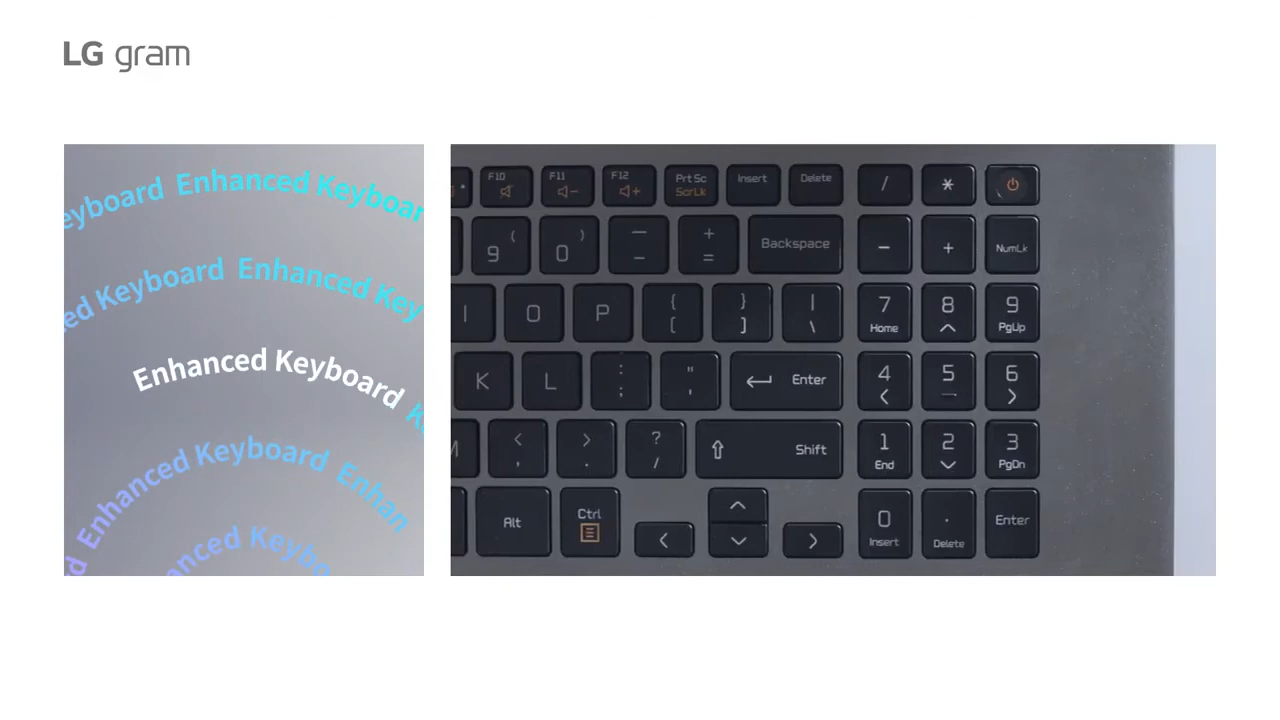 LG gram
eyboard Enhanced Keyboar
ed Keyboard Enhanced Key
Enhanced Keyboard K
d Enhanced Keyboard Enhan
anced Keybo
F10 F11 F12 Prt Sc ScrLk Insert Delete / *
9 ( 0 ) — - + = Backspace - + NumLk
I O P { [ } ] | \ 7 Home 8 9 PgUp
K L : ; " ' Enter 4 5 6
M < , > . ? / Shift 1 End 2 3 PgDn
Alt Ctrl 0 Insert . Delete Enter